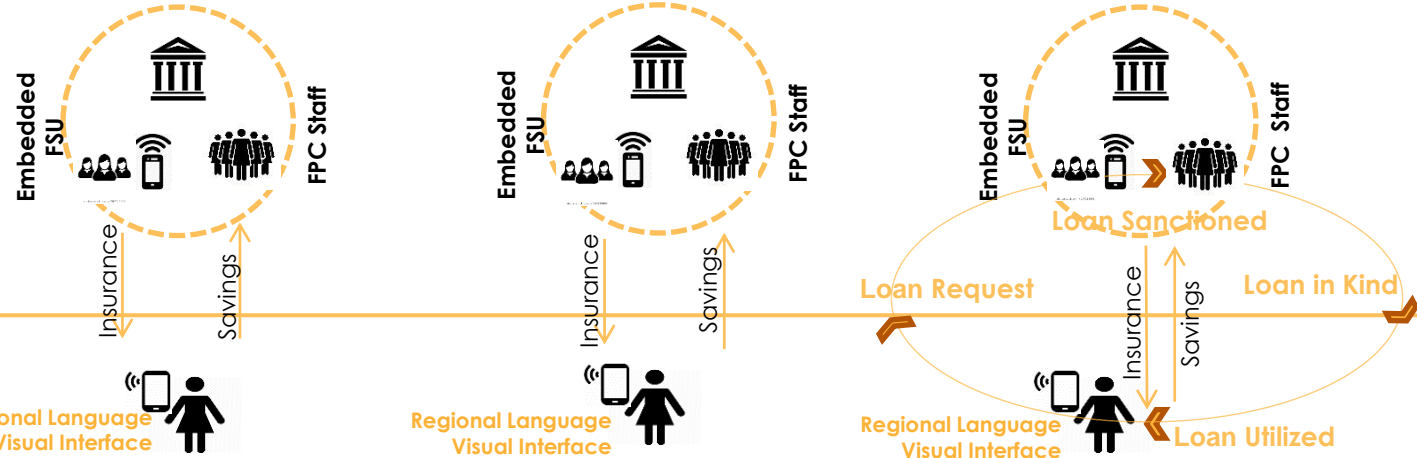 Embedded
FSU
FPC Staff
Insurance
Savings
onal Language
Visual Interface
Embedded
FSU
FPC Staff
Insurance
Savings
Regional Language
Visual Interface
Embedded
FSU
FPC Staff
Loan Sanctioned
Loan Request
Loan in Kind
Insurance
Savings
Regional Language
Visual Interface
Loan Utilized